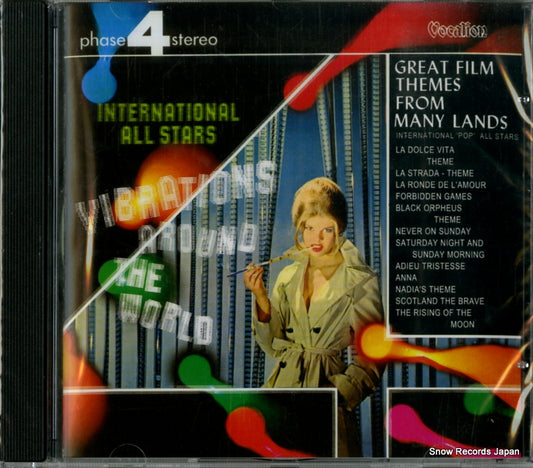 phase 4 stereo
Vocalion
INTERNATIONAL
ALL STARS
VIBRATIONS
AROUND
THE
WORLD
GREAT FILM
THEMES
FROM
MANY LANDS
INTERNATIONAL 'POP' ALL STARS
LA DOLCE VITA
THEME
LA STRADA - THEME
LA RONDE DE L'AMOUR
FORBIDDEN GAMES
BLACK ORPHEUS
THEME
NEVER ON SUNDAY
SATURDAY NIGHT AND
SUNDAY MORNING
ADIEU TRISTESSE
ANNA
NADIA'S THEME
SCOTLAND THE BRAVE
THE RISING OF THE
MOON
Snow Records Japan